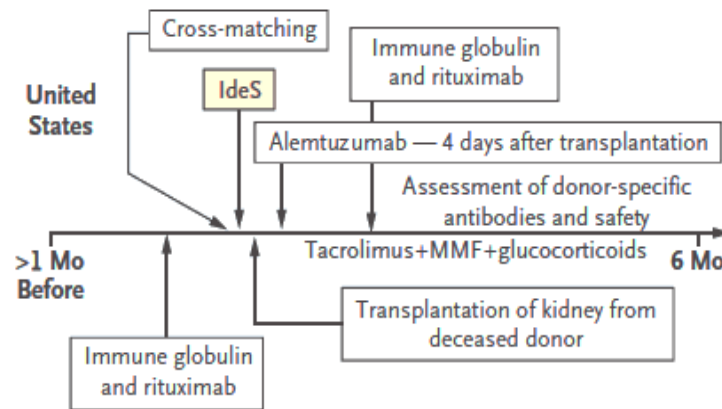 Cross-matching
Immune globulin
and rituximab
United
States
IdeS
Alemtuzumab — 4 days after transplantation
Assessment of donor-specific
antibodies and safety
>1 Mo
Before
Tacrolimus+MMF+glucocorticoids
6 Mo
Immune globulin
and rituximab
Transplantation of kidney from
deceased donor